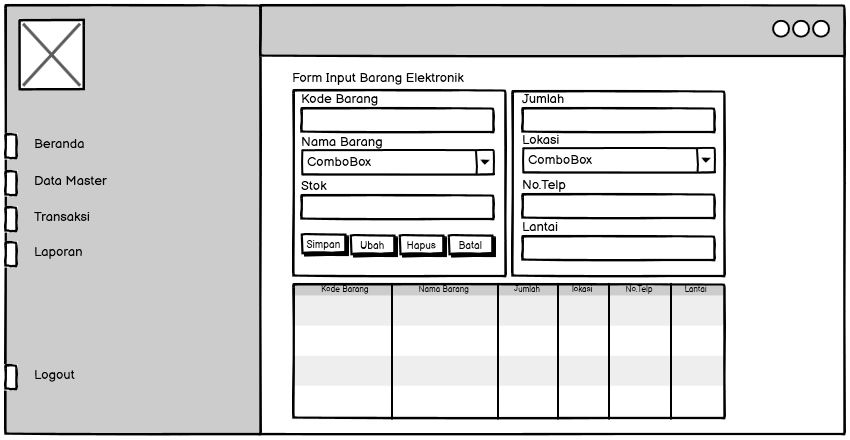 Beranda
Data Master
Transaksi
Laporan
Logout
Form Input Barang Elektronik
Kode Barang
Nama Barang
ComboBox
Stok
Simpan Ubah Hapus Batal
Jumlah
Lokasi
ComboBox
No.Telp
Lantai
Kode Barang Nama Barang Jumlah lokasi No.Telp Lantai